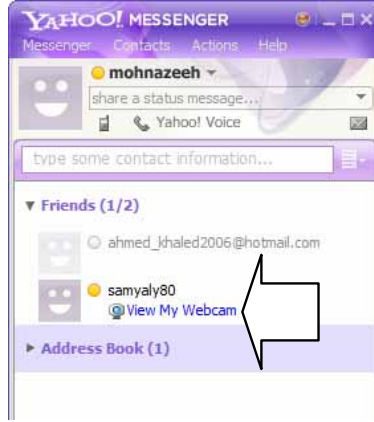 YAHOO! MESSENGER
Messenger Contacts Actions Help
mohnazeeh
share a status message...
Yahoo! Voice
type some contact information...
Friends (1/2)
ahmed_khaled2006@hotmail.com
samyaly80
View My Webcam
Address Book (1)